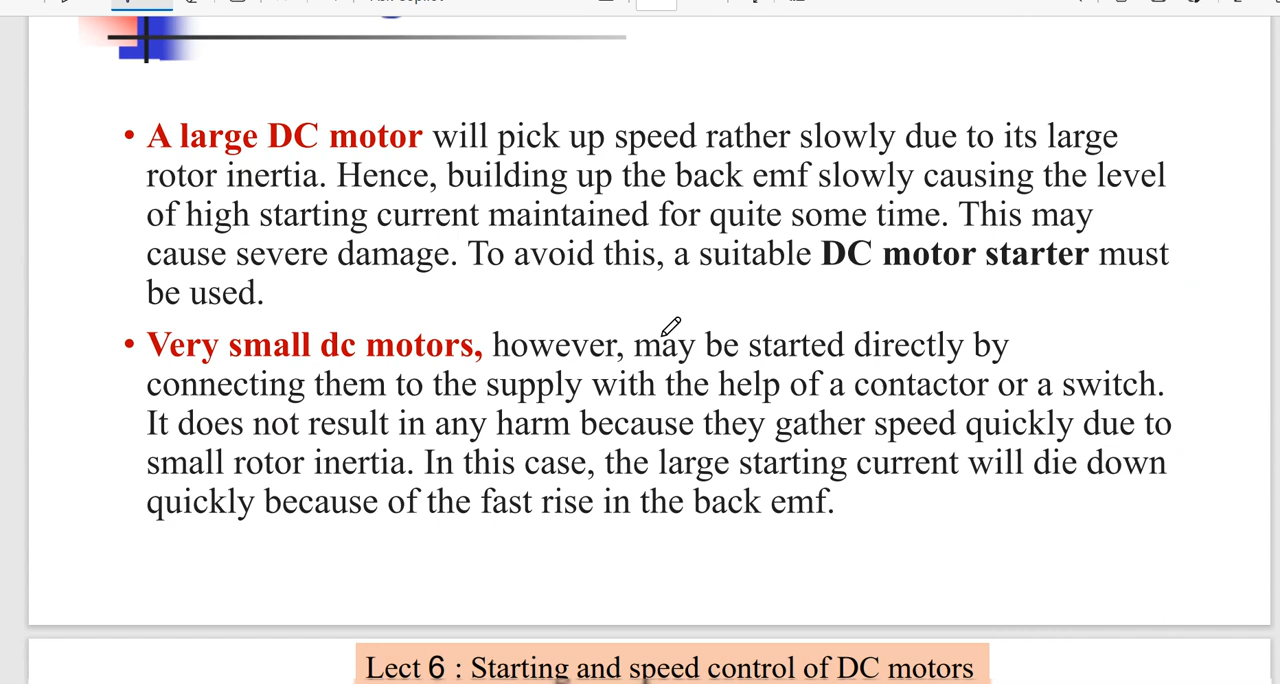 • A large DC motor will pick up speed rather slowly due to its large
rotor inertia. Hence, building up the back emf slowly causing the level
of high starting current maintained for quite some time. This may
cause severe damage. To avoid this, a suitable DC motor starter must
be used.
• Very small dc motors, however, may be started directly by
connecting them to the supply with the help of a contactor or a switch.
It does not result in any harm because they gather speed quickly due to
small rotor inertia. In this case, the large starting current will die down
quickly because of the fast rise in the back emf.
Lect 6 : Starting and speed control of DC motors